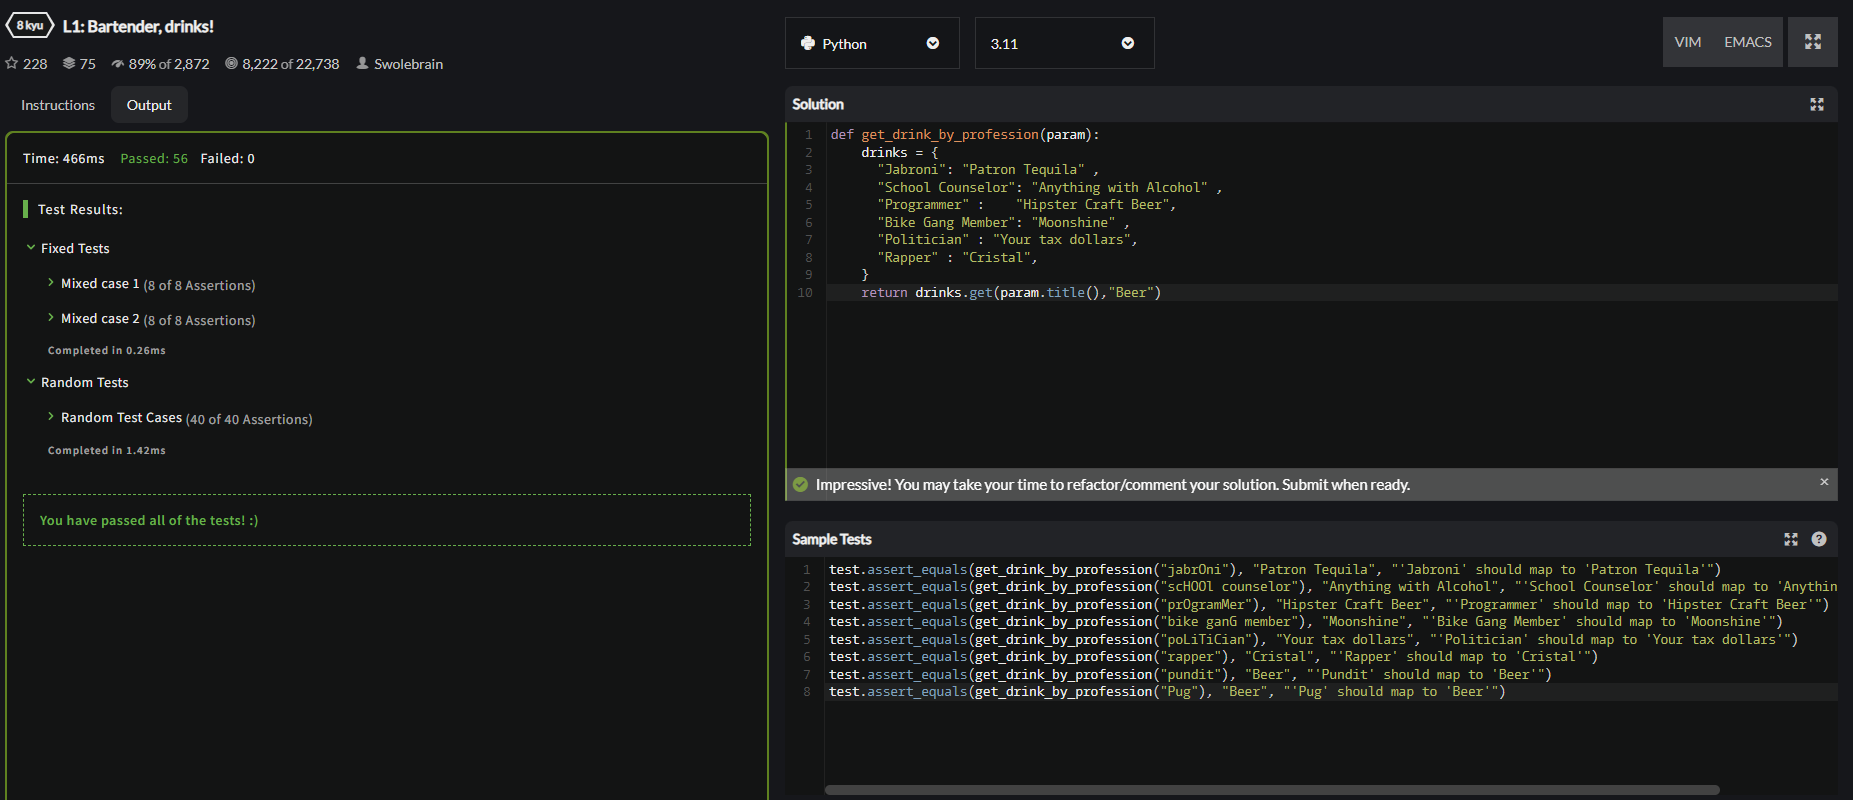 8 kyu L1: Bartender, drinks!
228 75 89% of 2,872 8,222 of 22,738 Swolebrain
Instructions Output
Time: 466ms Passed: 56 Failed: 0
Test Results:
Fixed Tests
Mixed case 1 (8 of 8 Assertions)
Mixed case 2 (8 of 8 Assertions)
Completed in 0.26ms
Random Tests
Random Test Cases (40 of 40 Assertions)
Completed in 1.42ms
You have passed all of the tests! :)
Python 3.11 VIM EMACS
Solution
1 def get_drink_by_profession(param):
2     drinks = {
3       "Jabroni": "Patron Tequila" ,
4       "School Counselor": "Anything with Alcohol" ,
5       "Programmer" :    "Hipster Craft Beer",
6       "Bike Gang Member": "Moonshine" ,
7       "Politician" : "Your tax dollars",
8       "Rapper" : "Cristal",
9     }
10     return drinks.get(param.title(),"Beer")
Impressive! You may take your time to refactor/comment your solution. Submit when ready. ×
Sample Tests ?
1 test.assert_equals(get_drink_by_profession("jabrOni"), "Patron Tequila", "'Jabroni' should map to 'Patron Tequila'")
2 test.assert_equals(get_drink_by_profession("scHOOl counselor"), "Anything with Alcohol", "'School Counselor' should map to 'Anythin
3 test.assert_equals(get_drink_by_profession("prOgramMer"), "Hipster Craft Beer", "'Programmer' should map to 'Hipster Craft Beer'")
4 test.assert_equals(get_drink_by_profession("bike ganG member"), "Moonshine", "'Bike Gang Member' should map to 'Moonshine'")
5 test.assert_equals(get_drink_by_profession("poLiTiCian"), "Your tax dollars", "'Politician' should map to 'Your tax dollars'")
6 test.assert_equals(get_drink_by_profession("rapper"), "Cristal", "'Rapper' should map to 'Cristal'")
7 test.assert_equals(get_drink_by_profession("pundit"), "Beer", "'Pundit' should map to 'Beer'")
8 test.assert_equals(get_drink_by_profession("Pug"), "Beer", "'Pug' should map to 'Beer'")